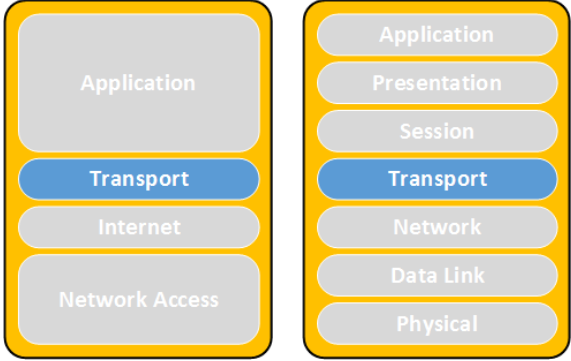 Application
Transport
Internet
Network Access
Application
Presentation
Session
Transport
Network
Data Link
Physical